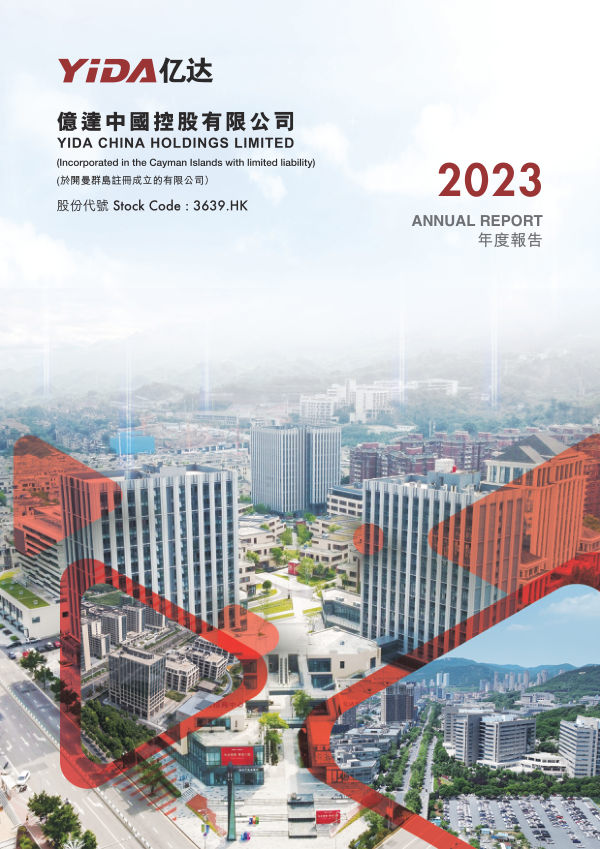 YiDA亿达
億達中國控股有限公司
YIDA CHINA HOLDINGS LIMITED
(Incorporated in the Cayman Islands with limited liability)
(於開曼群島註冊成立的有限公司)
股份代號 Stock Code : 3639.HK
2023
ANNUAL REPORT
年度報告